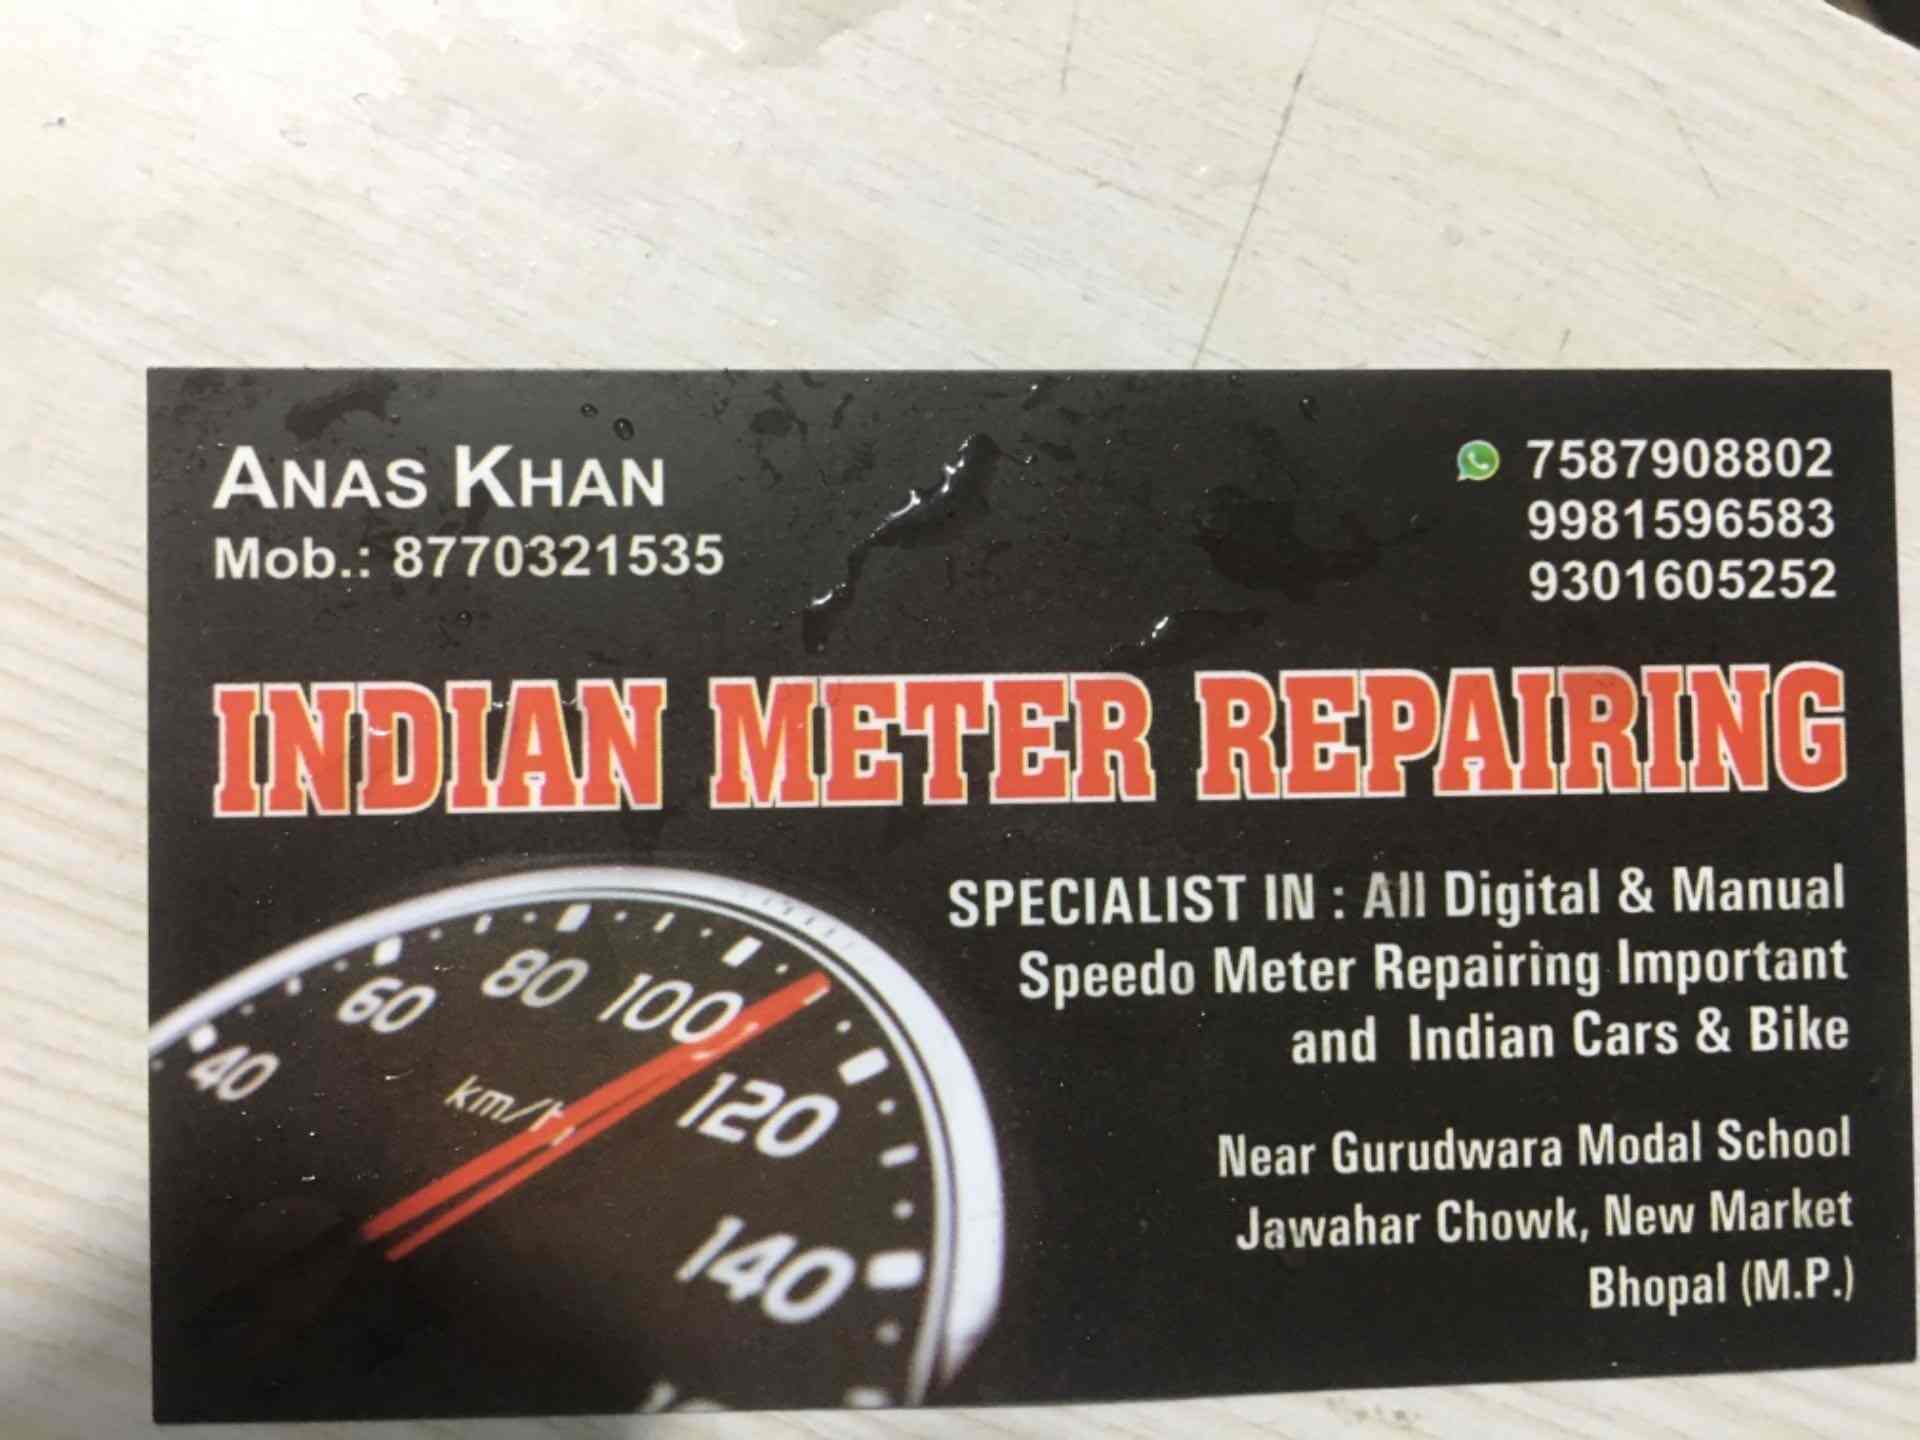 ANAS KHAN
Mob.: 8770321535
7587908802
9981596583
9301605252
INDIAN METER REPAIRING
SPECIALIST IN : All Digital & Manual
Speedo Meter Repairing Important
and Indian Cars & Bike
Near Gurudwara Modal School
Jawahar Chowk, New Market
Bhopal (M.P.)
40
60
80
100
120
140
km/h